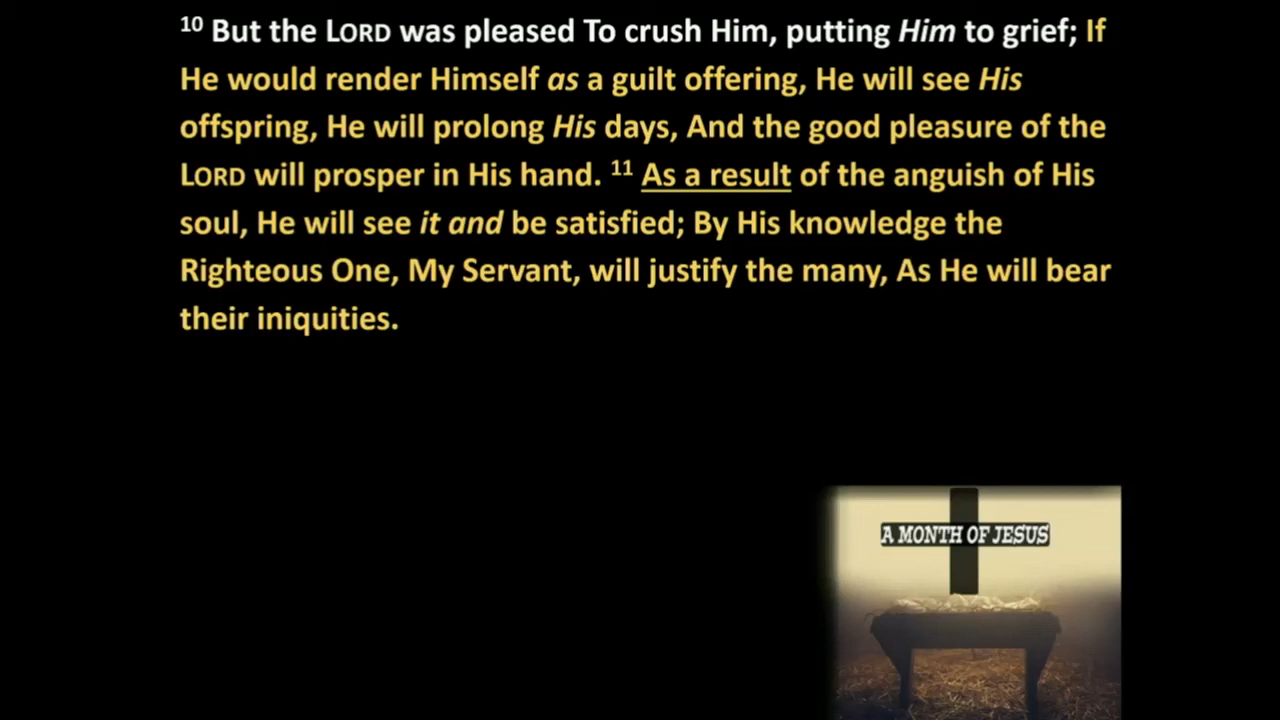 10 But the LORD was pleased To crush Him, putting Him to grief; If
He would render Himself as a guilt offering, He will see His
offspring, He will prolong His days, And the good pleasure of the
LORD will prosper in His hand. 11 As a result of the anguish of His
soul, He will see it and be satisfied; By His knowledge the
Righteous One, My Servant, will justify the many, As He will bear
their iniquities.
A MONTH OF JESUS